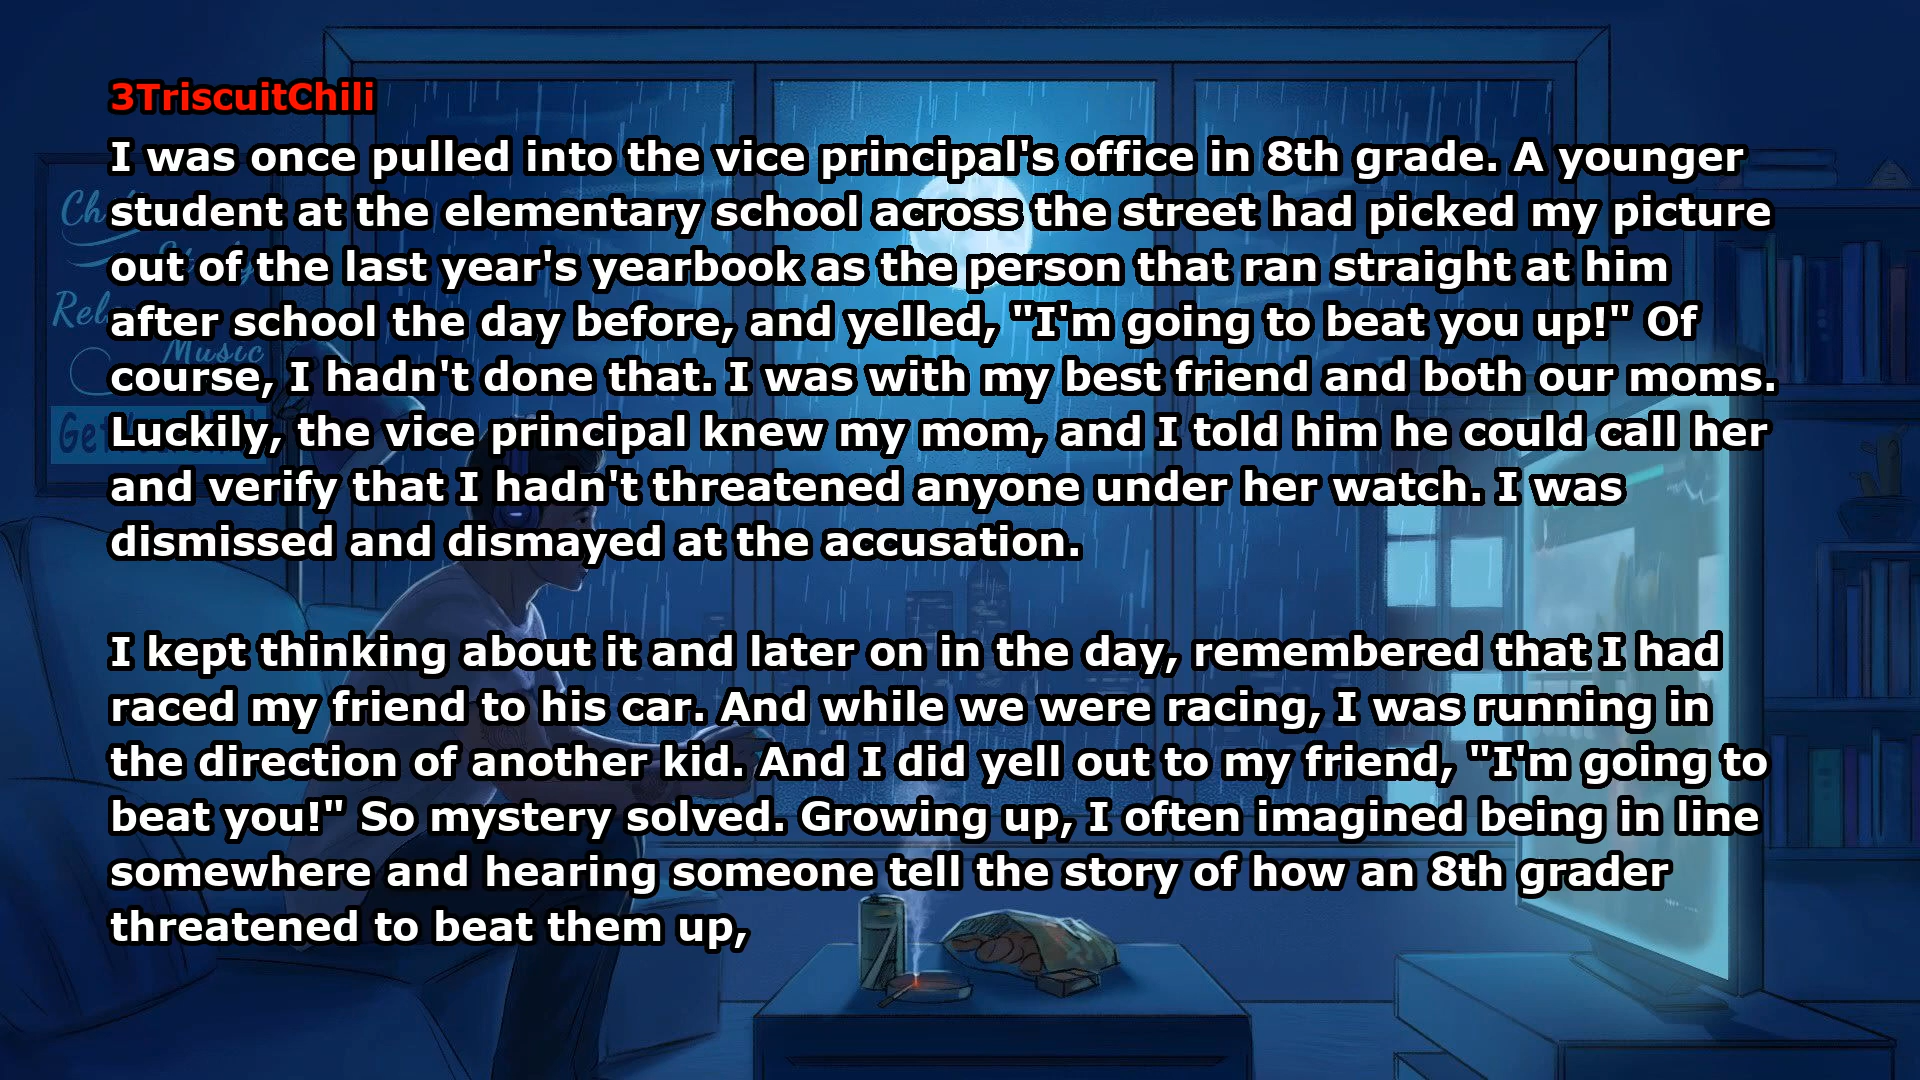 3TriscuitChili
I was once pulled into the vice principal's office in 8th grade. A younger
student at the elementary school across the street had picked my picture
out of the last year's yearbook as the person that ran straight at him
after school the day before, and yelled, "I'm going to beat you up!" Of
course, I hadn't done that. I was with my best friend and both our moms.
Luckily, the vice principal knew my mom, and I told him he could call her
and verify that I hadn't threatened anyone under her watch. I was
dismissed and dismayed at the accusation.
I kept thinking about it and later on in the day, remembered that I had
raced my friend to his car. And while we were racing, I was running in
the direction of another kid. And I did yell out to my friend, "I'm going to
beat you!" So mystery solved. Growing up, I often imagined being in line
somewhere and hearing someone tell the story of how an 8th grader
threatened to beat them up,
Music